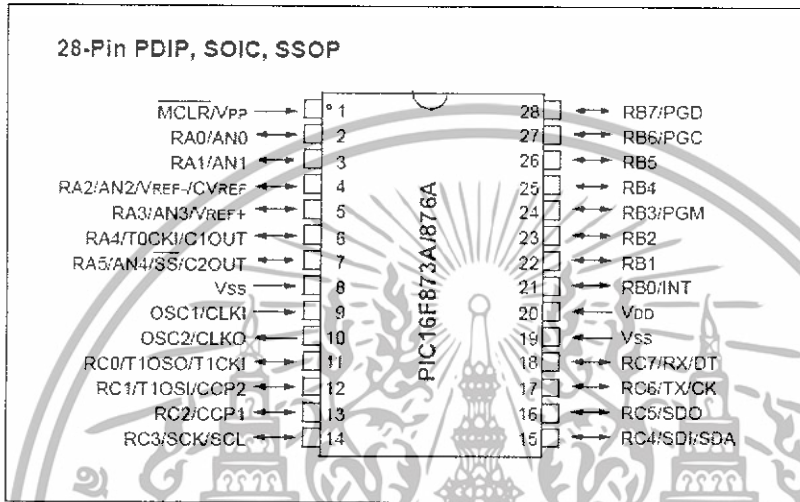 28-Pin PDIP, SOIC, SSOP
MCLR/VPP 1 28 RB7/PGD
RA0/AN0 2 27 RB6/PGC
RA1/AN1 3 26 RB5
RA2/AN2/VREF-/CVREF 4 25 RB4
RA3/AN3/VREF+ 5 24 RB3/PGM
RA4/T0CKI/C1OUT 6 23 RB2
RA5/AN4/SS/C2OUT 7 22 RB1
VSS 8 21 RB0/INT
OSC1/CLKI 9 20 VDD
OSC2/CLKO 10 19 VSS
RC0/T1OSO/T1CKI 11 18 RC7/RX/DT
RC1/T1OSI/CCP2 12 17 RC6/TX/CK
RC2/CCP1 13 16 RC5/SDO
RC3/SCK/SCL 14 15 RC4/SDI/SDA
PIC16F873A/876A